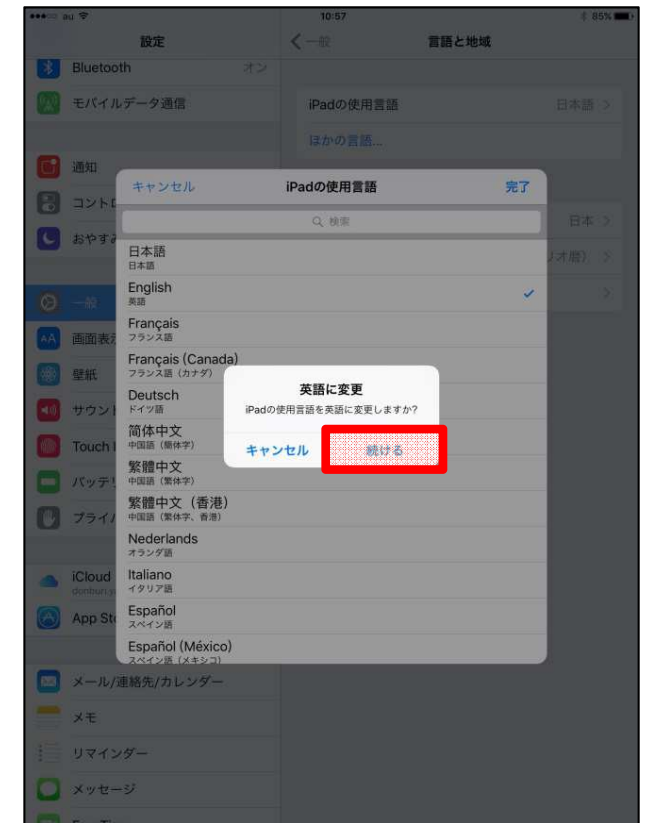 au
10:57
85%
設定
一般
言語と地域
Bluetooth
オン
モバイルデータ通信
iPadの使用言語
日本語
ほかの言語...
通知
キャンセル
iPadの使用言語
完了
コントロ
検索
日本
おやすみ
日本語
日本語
リオ暦)
English
英語
一般
Français
フランス語
画面表示
Français (Canada)
フランス語 (カナダ)
壁紙
英語に変更
Deutsch
ドイツ語
iPadの使用言語を英語に変更しますか?
サウンド
简体中文
中国語 (簡体字)
Touch I
キャンセル
続ける
繁體中文
中国語 (繁体字)
バッテリ
繁體中文 (香港)
中国語 (繁体字、香港)
プライバ
Nederlands
オランダ語
iCloud
Italiano
イタリア語
App Sto
Español
スペイン語
Español (México)
スペイン語 (メキシコ)
メール/連絡先/カレンダー
メモ
リマインダー
メッセージ